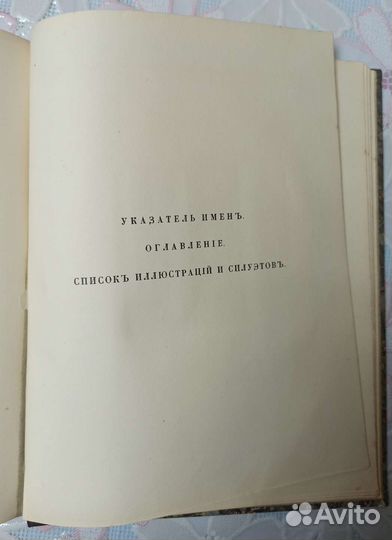 УКАЗАТЕЛЬ ИМЕНЪ.
ОГЛАВЛЕНІЕ.
СПИСОКЪ ИЛЛЮСТРАЦІЙ И СИЛУЭТОВЪ.
Avito